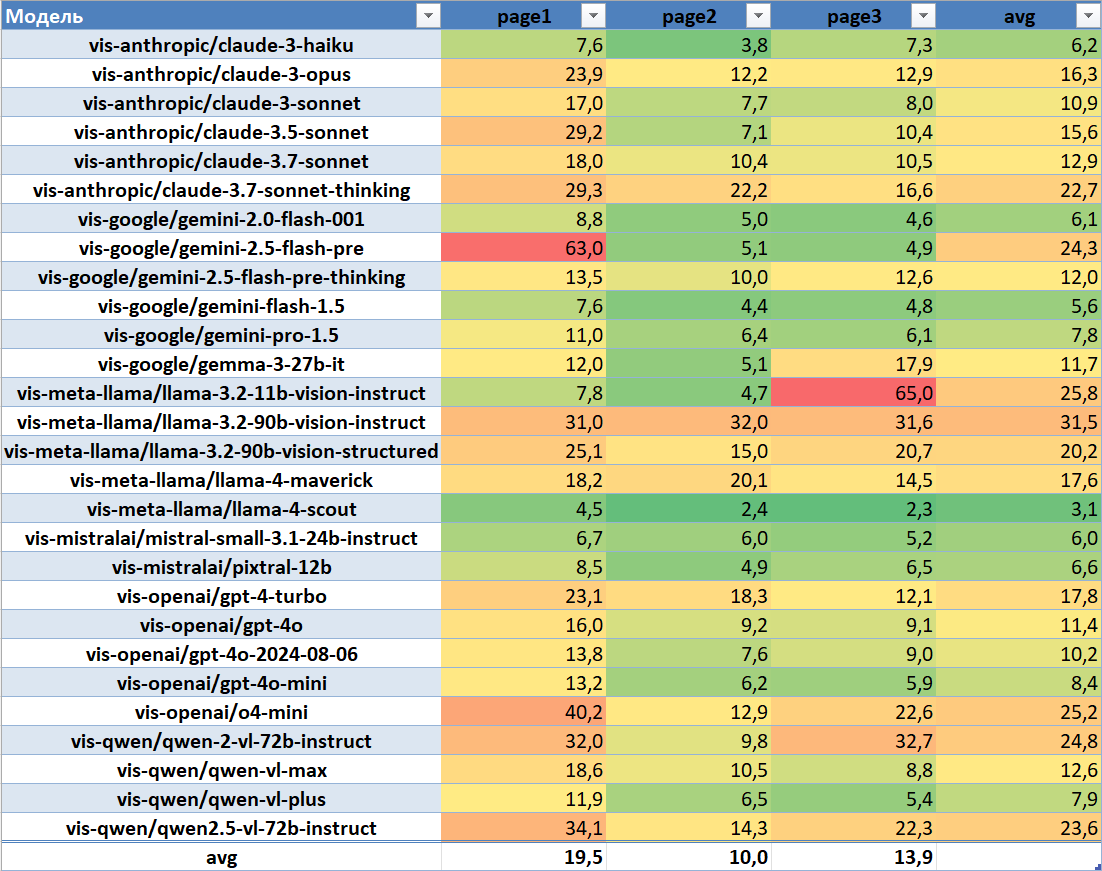 Модель page1 page2 page3 avg
vis-anthropic/claude-3-haiku 7,6 3,8 7,3 6,2
vis-anthropic/claude-3-opus 23,9 12,2 12,9 16,3
vis-anthropic/claude-3-sonnet 17,0 7,7 8,0 10,9
vis-anthropic/claude-3.5-sonnet 29,2 7,1 10,4 15,6
vis-anthropic/claude-3.7-sonnet 18,0 10,4 10,5 12,9
vis-anthropic/claude-3.7-sonnet-thinking 29,3 22,2 16,6 22,7
vis-google/gemini-2.0-flash-001 8,8 5,0 4,6 6,1
vis-google/gemini-2.5-flash-pre 63,0 5,1 4,9 24,3
vis-google/gemini-2.5-flash-pre-thinking 13,5 10,0 12,6 12,0
vis-google/gemini-flash-1.5 7,6 4,4 4,8 5,6
vis-google/gemini-pro-1.5 11,0 6,4 6,1 7,8
vis-google/gemma-3-27b-it 12,0 5,1 17,9 11,7
vis-meta-llama/llama-3.2-11b-vision-instruct 7,8 4,7 65,0 25,8
vis-meta-llama/llama-3.2-90b-vision-instruct 31,0 32,0 31,6 31,5
vis-meta-llama/llama-3.2-90b-vision-structured 25,1 15,0 20,7 20,2
vis-meta-llama/llama-4-maverick 18,2 20,1 14,5 17,6
vis-meta-llama/llama-4-scout 4,5 2,4 2,3 3,1
vis-mistralai/mistral-small-3.1-24b-instruct 6,7 6,0 5,2 6,0
vis-mistralai/pixtral-12b 8,5 4,9 6,5 6,6
vis-openai/gpt-4-turbo 23,1 18,3 12,1 17,8
vis-openai/gpt-4o 16,0 9,2 9,1 11,4
vis-openai/gpt-4o-2024-08-06 13,8 7,6 9,0 10,2
vis-openai/gpt-4o-mini 13,2 6,2 5,9 8,4
vis-openai/o4-mini 40,2 12,9 22,6 25,2
vis-qwen/qwen-2-vl-72b-instruct 32,0 9,8 32,7 24,8
vis-qwen/qwen-vl-max 18,6 10,5 8,8 12,6
vis-qwen/qwen-vl-plus 11,9 6,5 5,4 7,9
vis-qwen/qwen2.5-vl-72b-instruct 34,1 14,3 22,3 23,6
avg 19,5 10,0 13,9